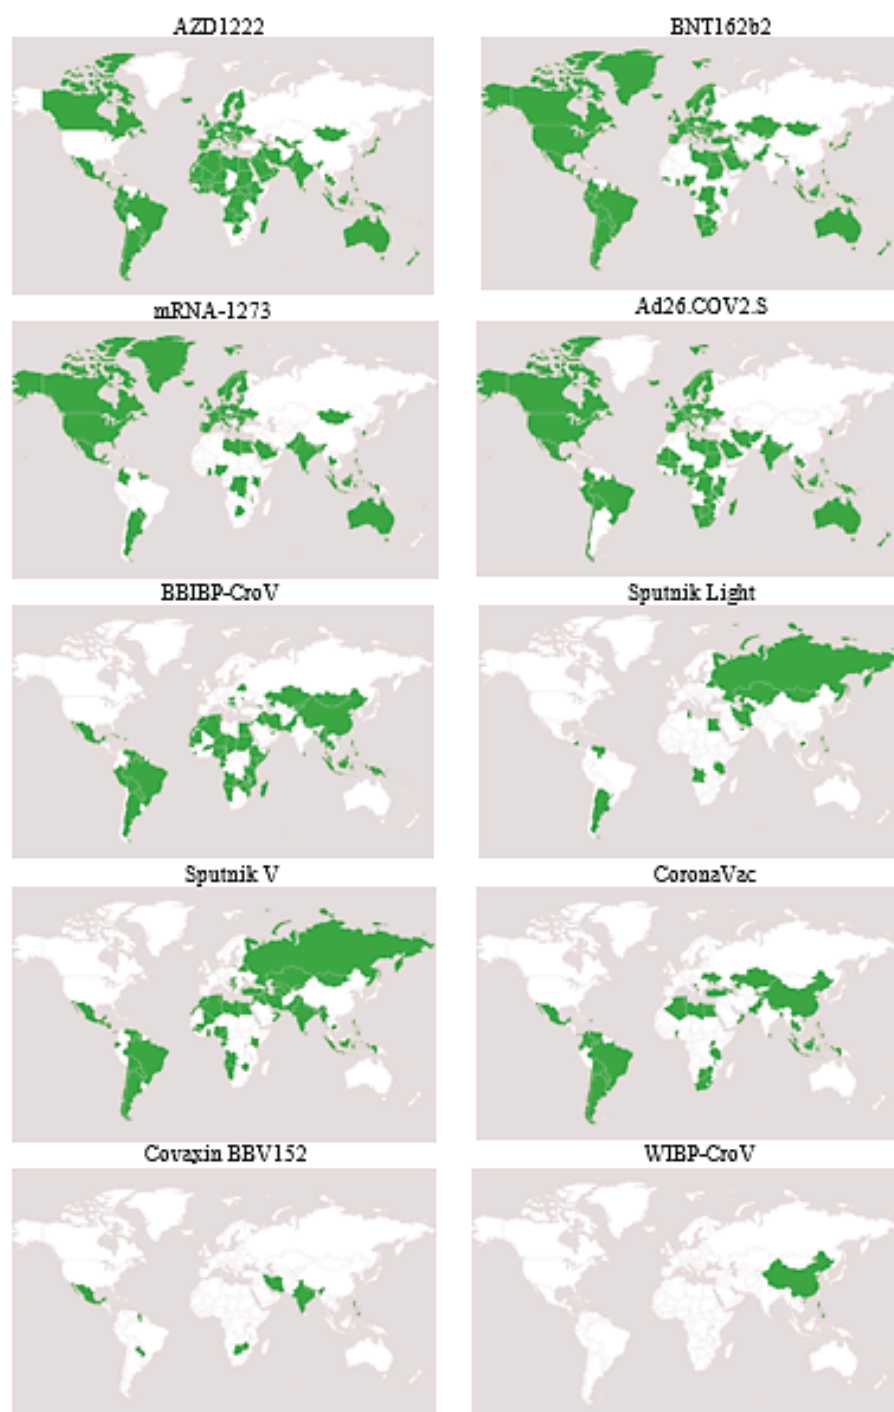 AZD1222
BNT162b2
mRNA-1273
Ad26.COV2.S
BBIBP-CroV
Sputnik Light
Sputnik V
CoronaVac
Covaxin BBV152
WIBP-CroV